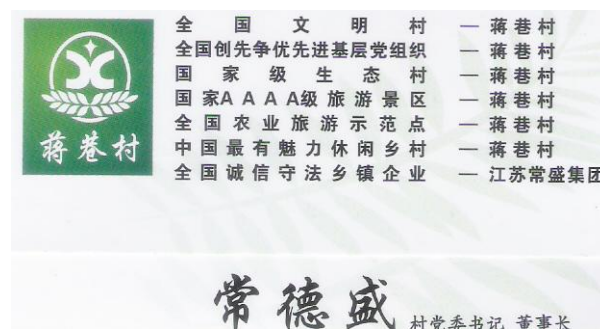 全国文明村 — 蒋巷村
全国创先争优先进基层党组织 — 蒋巷村
国家级生态村 — 蒋巷村
国家AAAA级旅游景区 — 蒋巷村
全国农业旅游示范点 — 蒋巷村
中国最有魅力休闲乡村 — 蒋巷村
全国诚信守法乡镇企业 — 江苏常盛集团
蒋巷村
常德盛 村党委书记 董事长